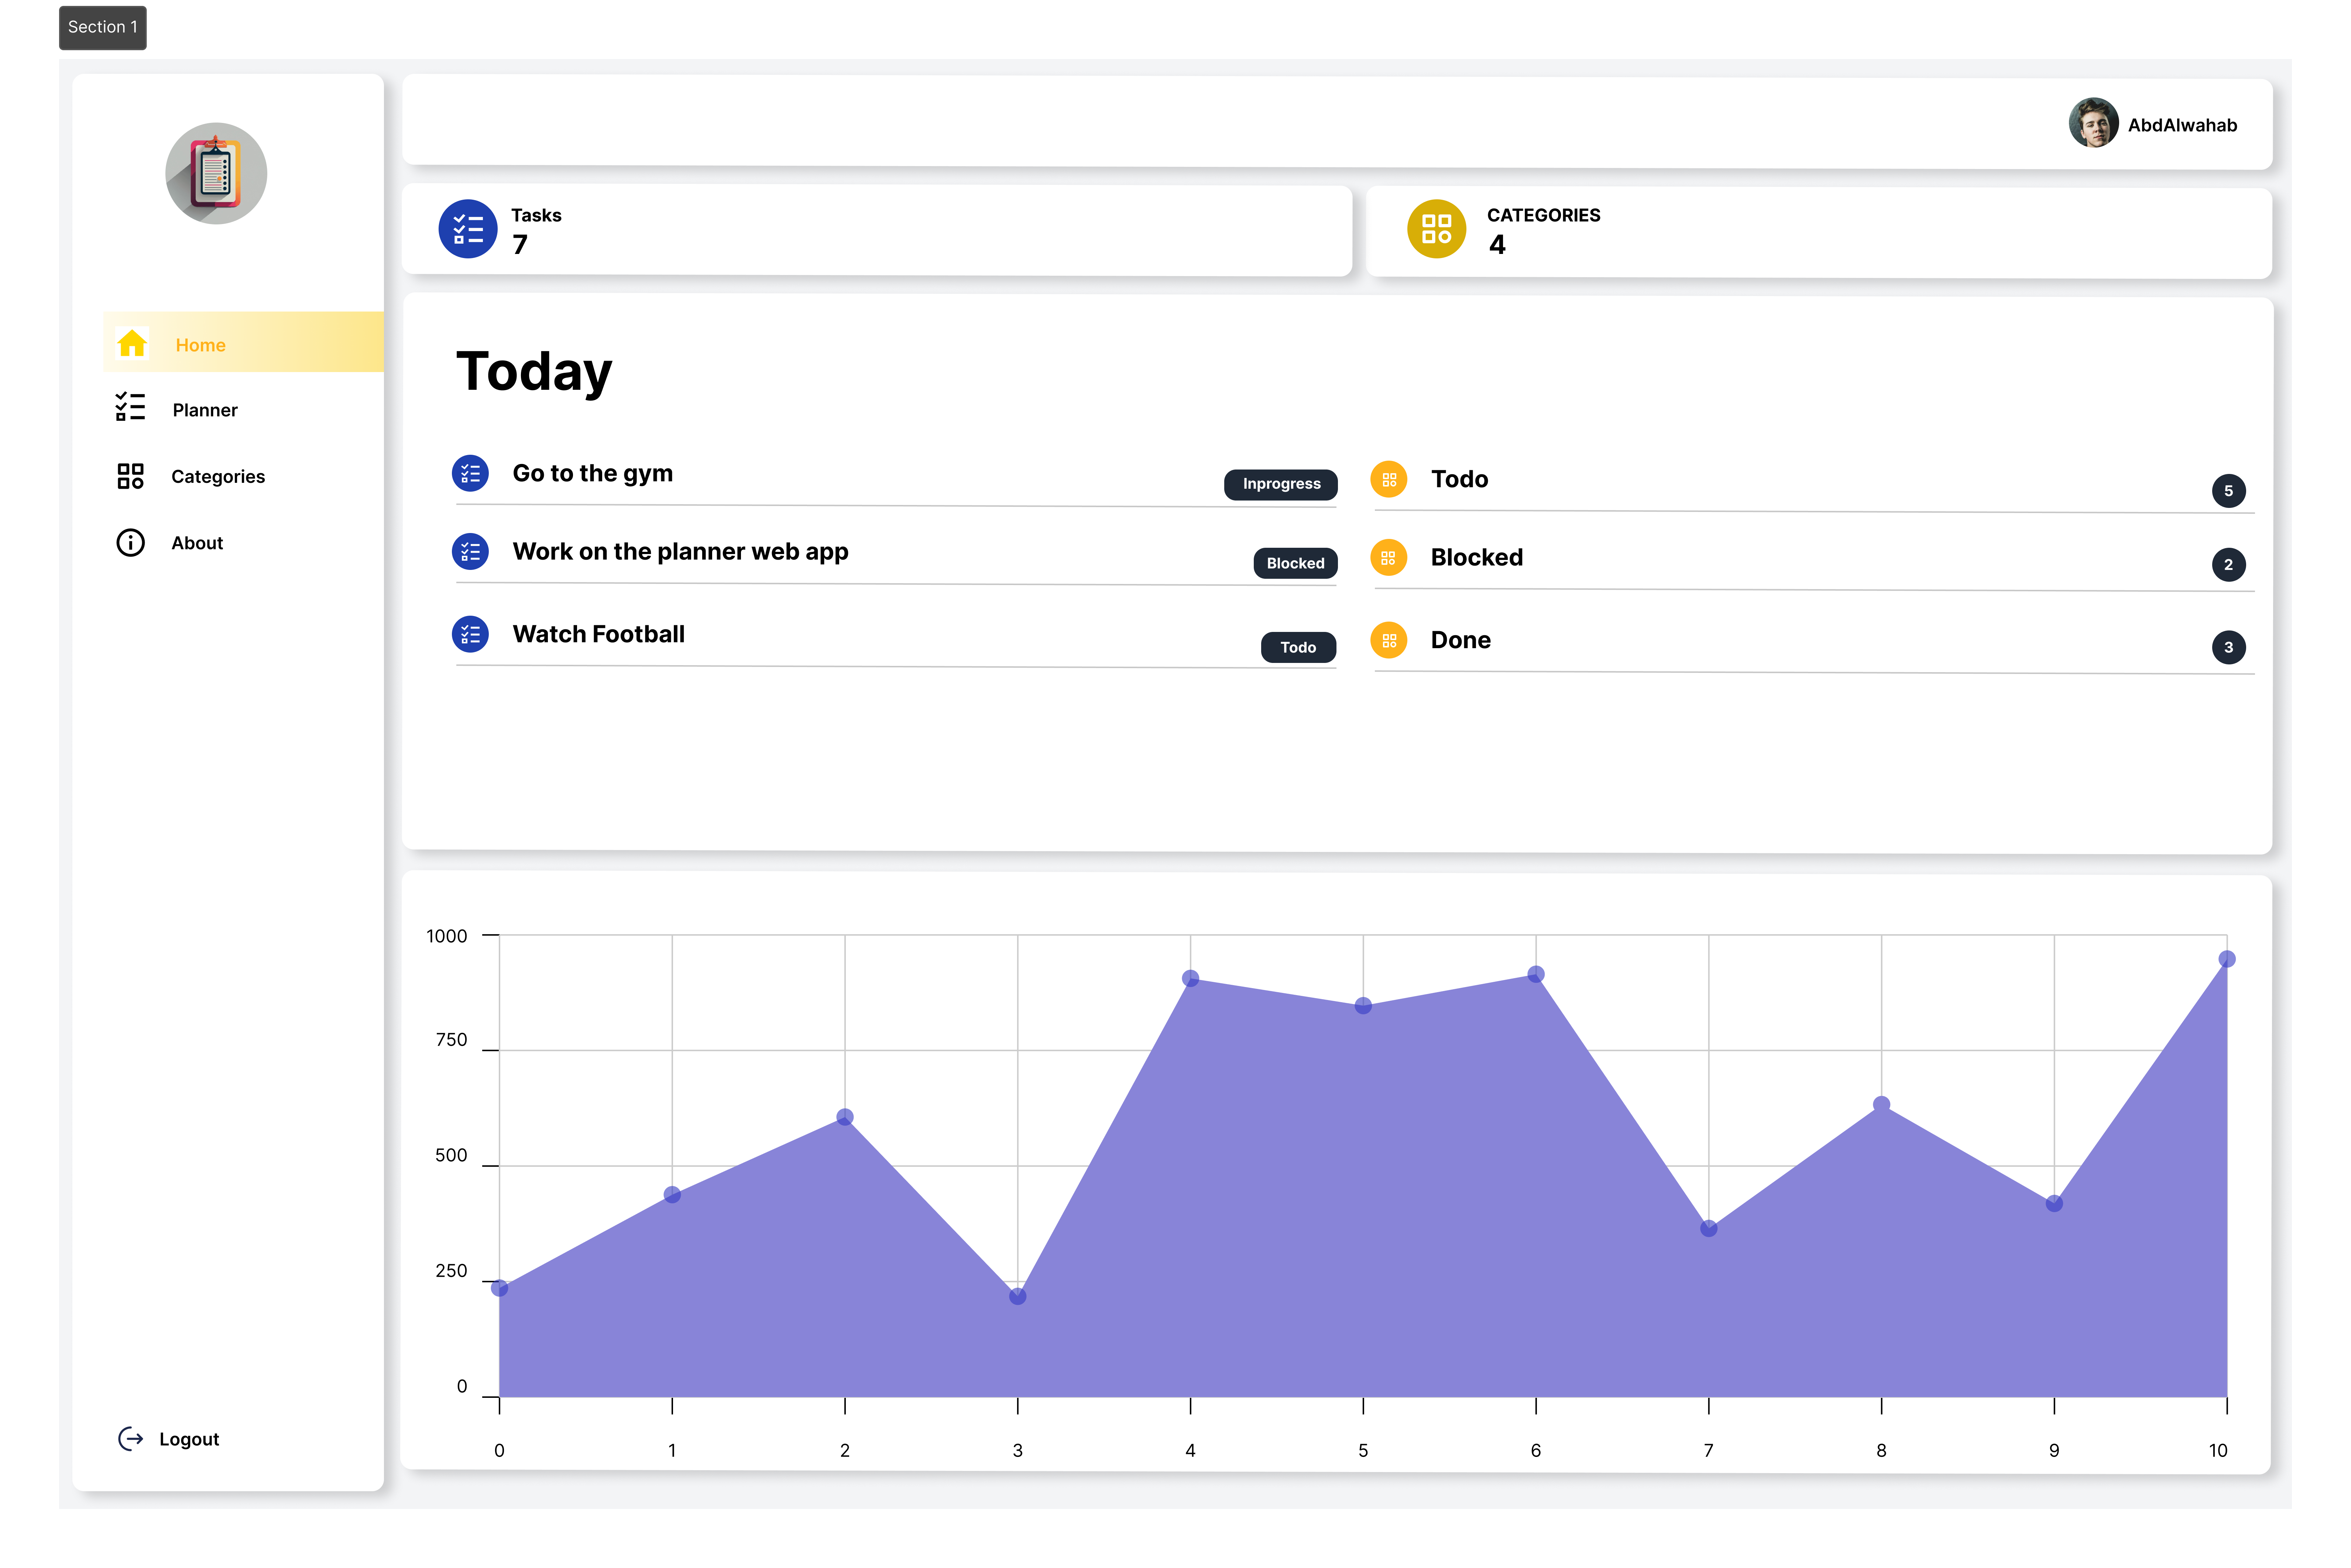 Section 1
AbdAlwahab
Tasks
7
CATEGORIES
4
Home
Planner
Categories
About
Logout
Today
Go to the gym
Inprogress
Work on the planner web app
Blocked
Watch Football
Todo
Todo
5
Blocked
2
Done
3
1000
750
500
250
0
0 1 2 3 4 5 6 7 8 9 10